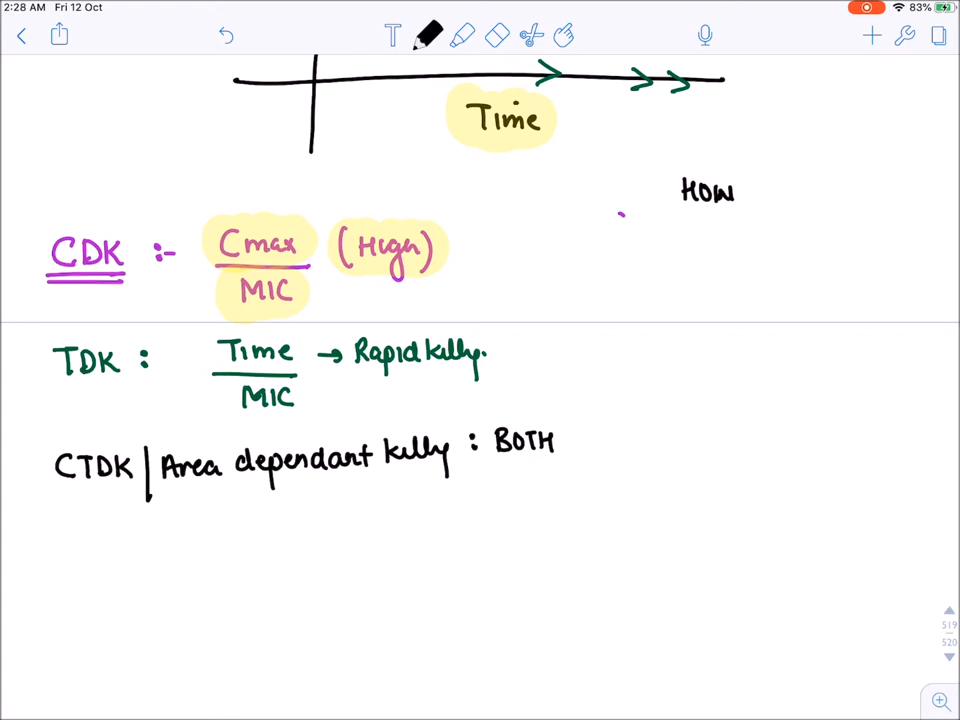 2:28 AM Fri 12 Oct 83%
T
Time
HOW
CDK :- Cmax (High)
MIC
TDK : Time → Rapid killy.
MIC
CTDK | Area dependant killy : BOTH
519
520